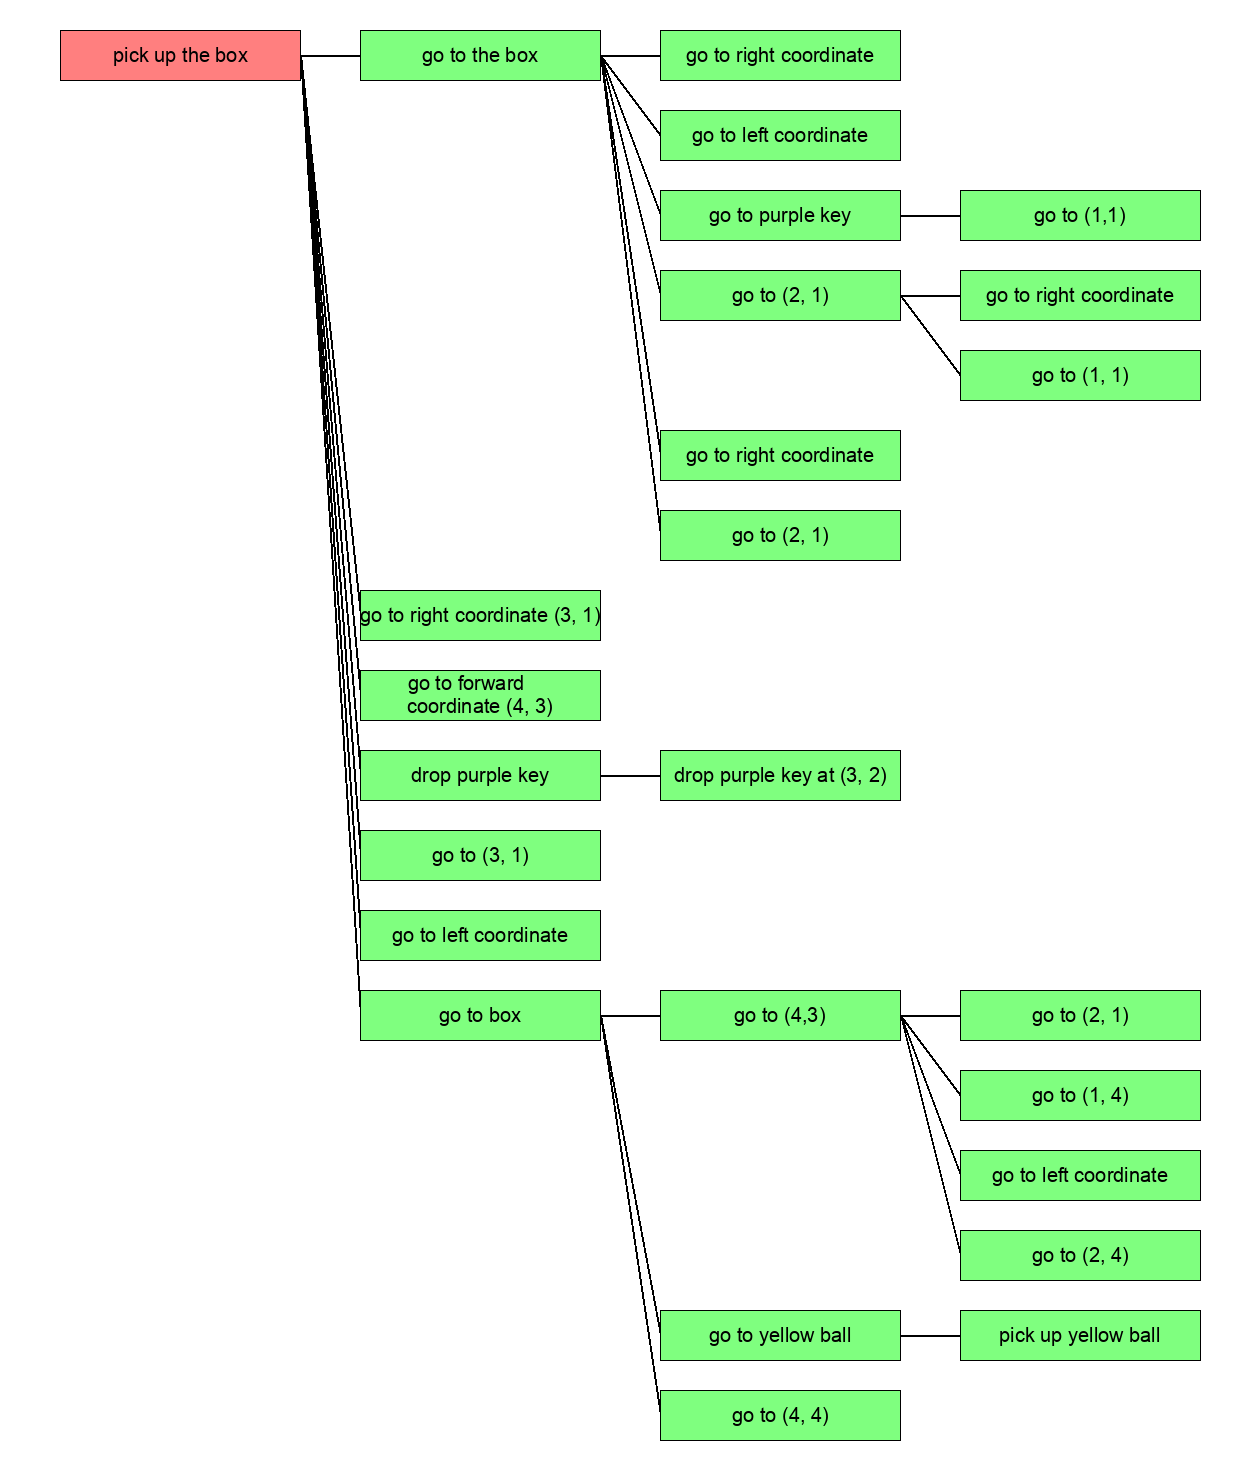 pick up the box
go to the box
go to right coordinate
go to left coordinate
go to purple key
go to (1,1)
go to (2, 1)
go to right coordinate
go to (1, 1)
go to right coordinate
go to (2, 1)
go to right coordinate (3, 1)
go to forward
coordinate (4, 3)
drop purple key
drop purple key at (3, 2)
go to (3, 1)
go to left coordinate
go to box
go to (4,3)
go to (2, 1)
go to (1, 4)
go to left coordinate
go to (2, 4)
go to yellow ball
pick up yellow ball
go to (4, 4)